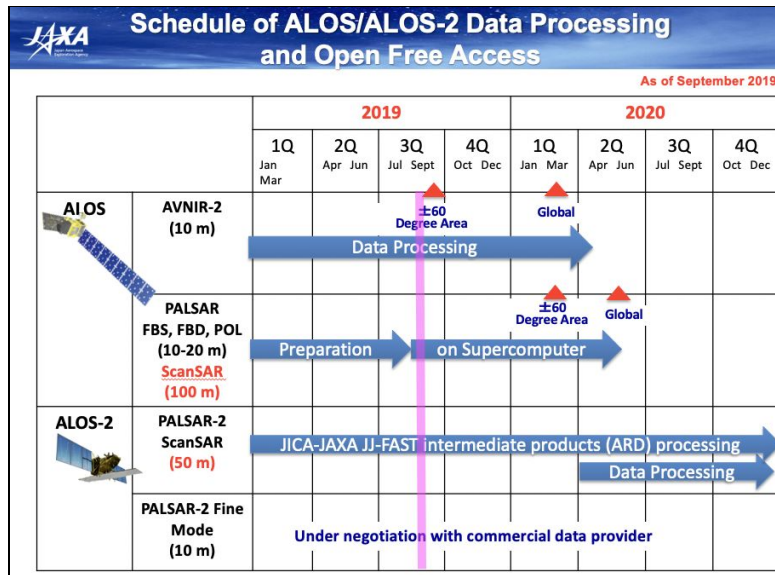 JAXA
Japan Aerospace
Exploration Agency
Schedule of ALOS/ALOS-2 Data Processing
and Open Free Access
As of September 2019
2019
2020
1Q
2Q
3Q
4Q
1Q
2Q
3Q
4Q
Jan
Mar
Apr Jun
Jul Sept
Oct Dec
Jan Mar
Apr Jun
Jul Sept
Oct Dec
ALOS
AVNIR-2
(10 m)
±60
Degree Area
Global
Data Processing
PALSAR
FBS, FBD, POL
(10-20 m)
ScanSAR
(100 m)
±60
Degree Area
Global
Preparation
on Supercomputer
ALOS-2
PALSAR-2
ScanSAR
(50 m)
JICA-JAXA JJ-FAST intermediate products (ARD) processing
Data Processing
PALSAR-2 Fine
Mode
(10 m)
Under negotiation with commercial data provider